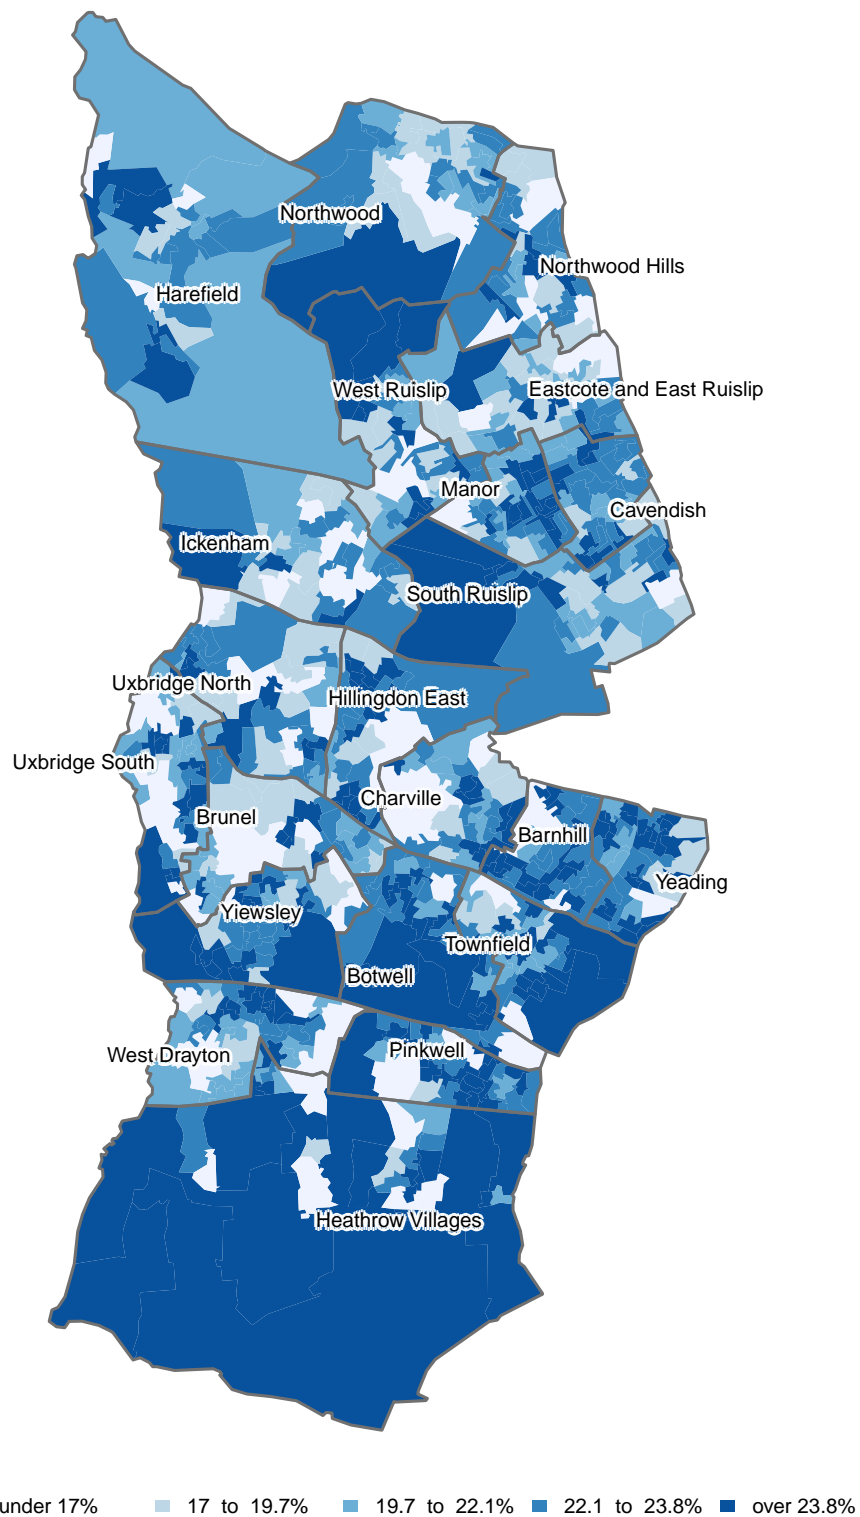 Northwood
Northwood Hills
Harefield
West Ruislip
Eastcote and East Ruislip
Manor
Cavendish
Ickenham
South Ruislip
Uxbridge North
Hillingdon East
Uxbridge South
Charville
Brunel
Barnhill
Yeading
Yiewsley
Townfield
Botwell
West Drayton
Pinkwell
Heathrow Villages
under 17% 17 to 19.7% 19.7 to 22.1% 22.1 to 23.8% over 23.8%